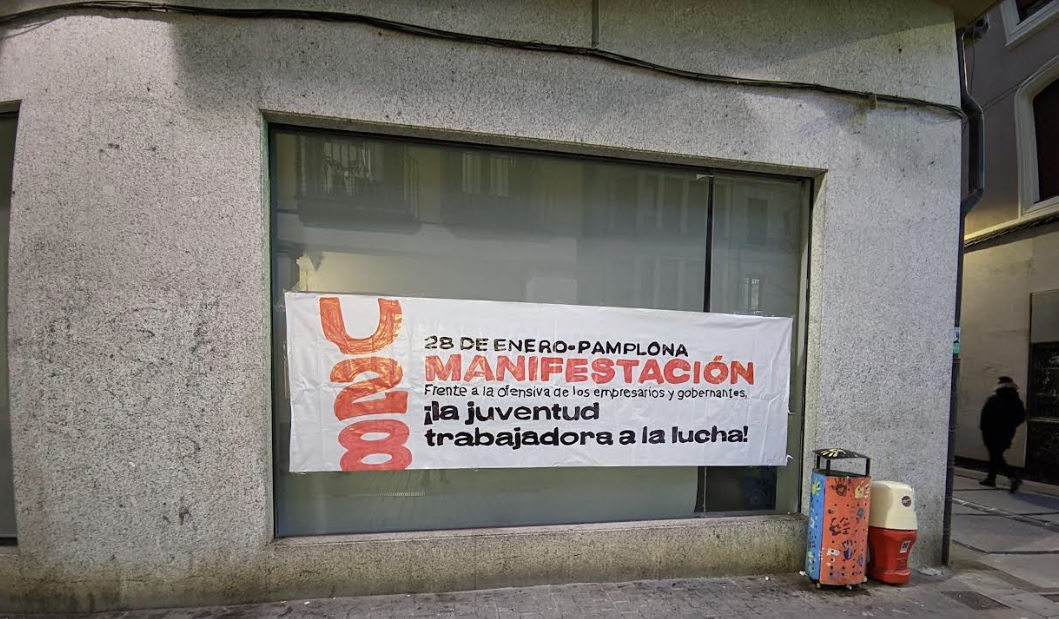 U28
28 DE ENERO-PAMPLONA
MANIFESTACIÓN
Frente a la ofensiva de los empresarios y gobernantes,
¡la juventud
trabajadora a la lucha!